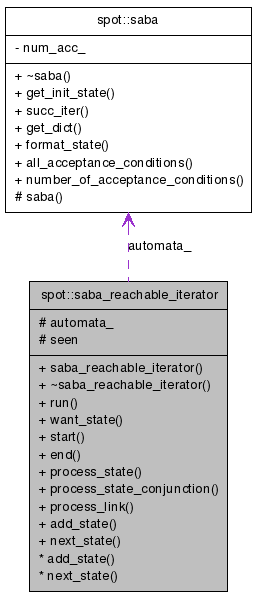 spot::saba
- num_acc_
+ ~saba()
+ get_init_state()
+ succ_iter()
+ get_dict()
+ format_state()
+ all_acceptance_conditions()
+ number_of_acceptance_conditions()
# saba()
automata_
spot::saba_reachable_iterator
# automata_
# seen
+ saba_reachable_iterator()
+ ~saba_reachable_iterator()
+ run()
+ want_state()
+ start()
+ end()
+ process_state()
+ process_state_conjunction()
+ process_link()
+ add_state()
+ next_state()
* add_state()
* next_state()